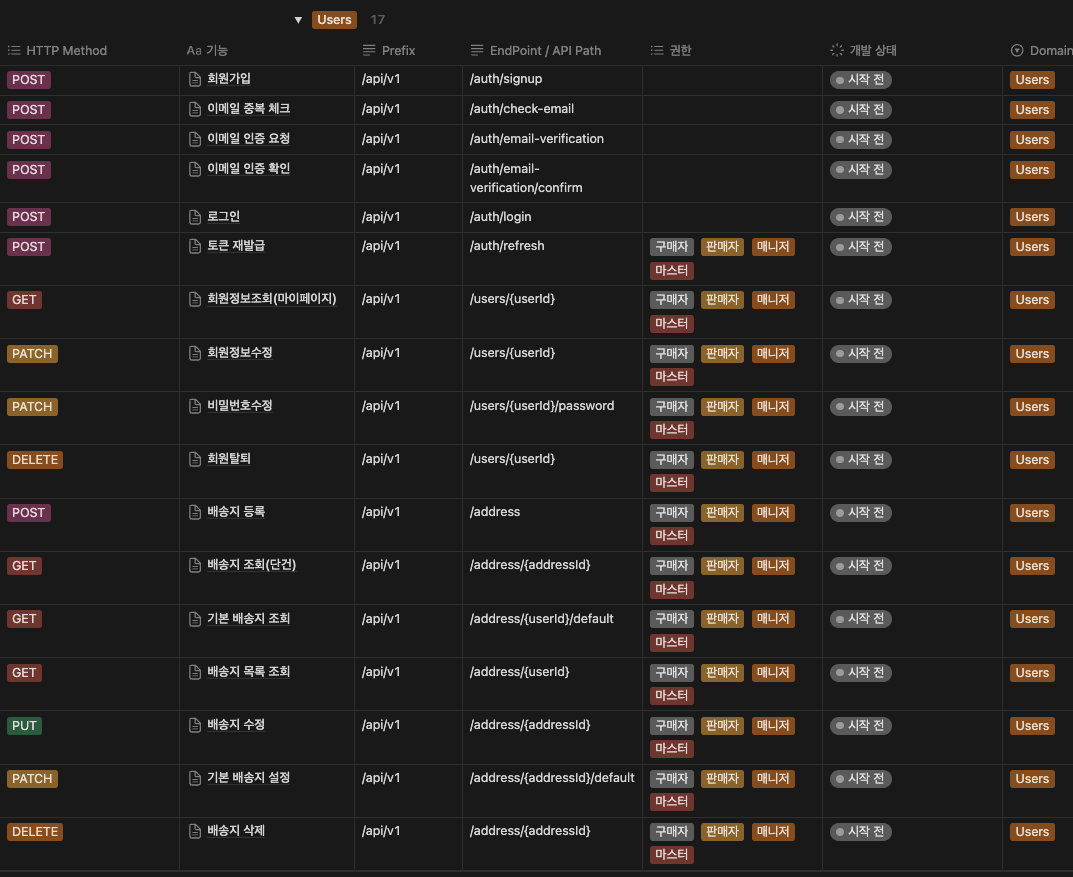 ▼ Users 17
HTTP Method Aa 기능 Prefix EndPoint / API Path 권한 개발 상태 Domain
POST 회원가입 /api/v1 /auth/signup 시작 전 Users
POST 이메일 중복 체크 /api/v1 /auth/check-email 시작 전 Users
POST 이메일 인증 요청 /api/v1 /auth/email-verification 시작 전 Users
POST 이메일 인증 확인 /api/v1 /auth/email- 시작 전 Users
verification/confirm
POST 로그인 /api/v1 /auth/login 시작 전 Users
POST 토큰 재발급 /api/v1 /auth/refresh 구매자 판매자 매니저 시작 전 Users
마스터
GET 회원정보조회(마이페이지) /api/v1 /users/{userId} 구매자 판매자 매니저 시작 전 Users
마스터
PATCH 회원정보수정 /api/v1 /users/{userId} 구매자 판매자 매니저 시작 전 Users
마스터
PATCH 비밀번호수정 /api/v1 /users/{userId}/password 구매자 판매자 매니저 시작 전 Users
마스터
DELETE 회원탈퇴 /api/v1 /users/{userId} 구매자 판매자 매니저 시작 전 Users
마스터
POST 배송지 등록 /api/v1 /address 구매자 판매자 매니저 시작 전 Users
마스터
GET 배송지 조회(단건) /api/v1 /address/{addressId} 구매자 판매자 매니저 시작 전 Users
마스터
GET 기본 배송지 조회 /api/v1 /address/{userId}/default 구매자 판매자 매니저 시작 전 Users
마스터
GET 배송지 목록 조회 /api/v1 /address/{userId} 구매자 판매자 매니저 시작 전 Users
마스터
PUT 배송지 수정 /api/v1 /address/{addressId} 구매자 판매자 매니저 시작 전 Users
마스터
PATCH 기본 배송지 설정 /api/v1 /address/{addressId}/default 구매자 판매자 매니저 시작 전 Users
마스터
DELETE 배송지 삭제 /api/v1 /address/{addressId} 구매자 판매자 매니저 시작 전 Users
마스터